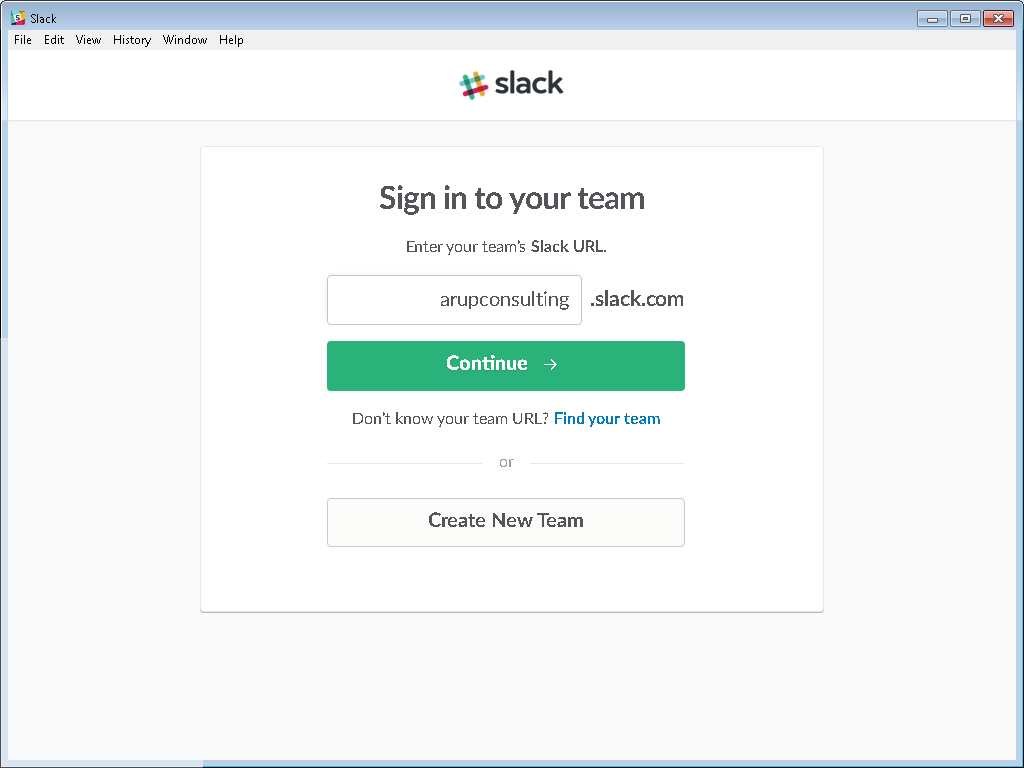 Slack
File Edit View History Window Help
slack
Sign in to your team
Enter your team's Slack URL.
arupconsulting .slack.com
Continue →
Don't know your team URL? Find your team
or
Create New Team